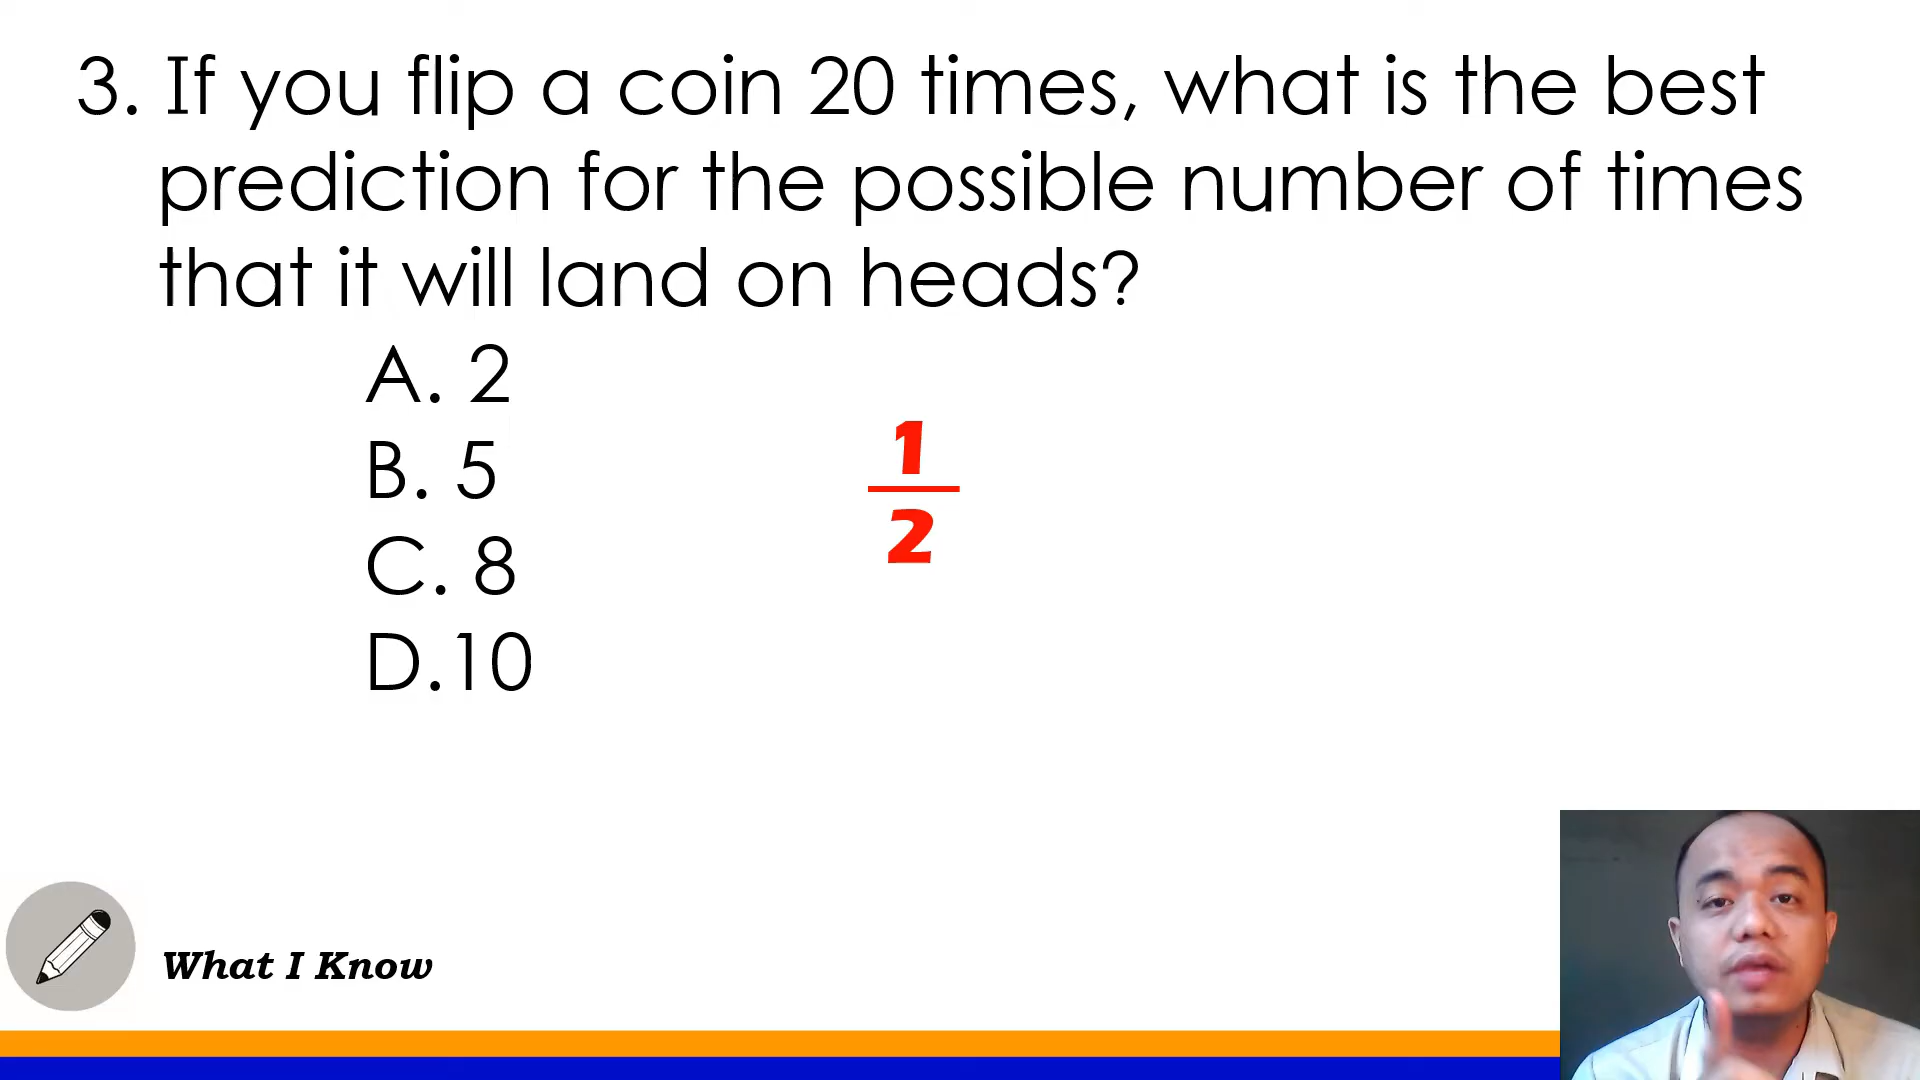 3. If you flip a coin 20 times, what is the best
prediction for the possible number of times
that it will land on heads?
A. 2
B. 5
C. 8
D.10
1
2
What I Know